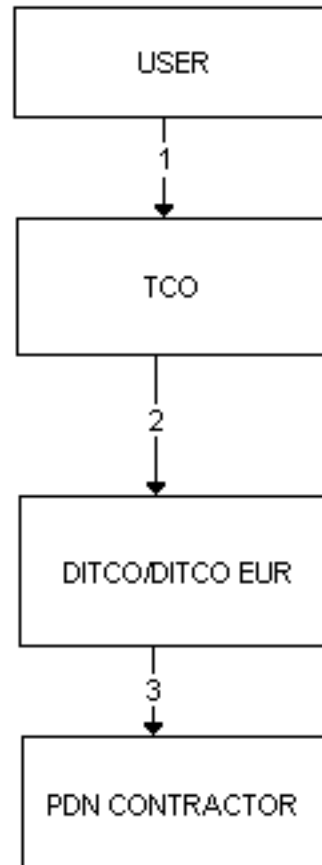 USER
1
TCO
2
DITCO/DITCO EUR
3
PDN CONTRACTOR